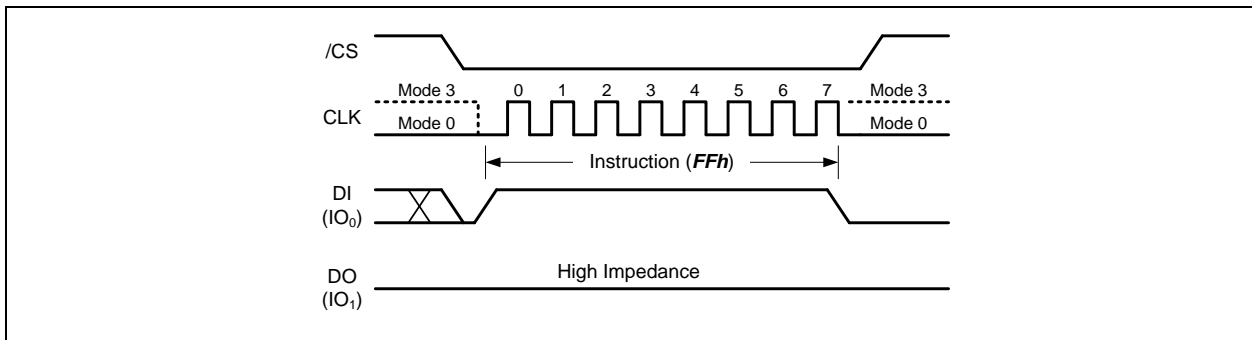 /CS
Mode 3 0 1 2 3 4 5 6 7 Mode 3
CLK
Mode 0 Mode 0
Instruction (FFh)
DI
(IO₀)
High Impedance
DO
(IO₁)